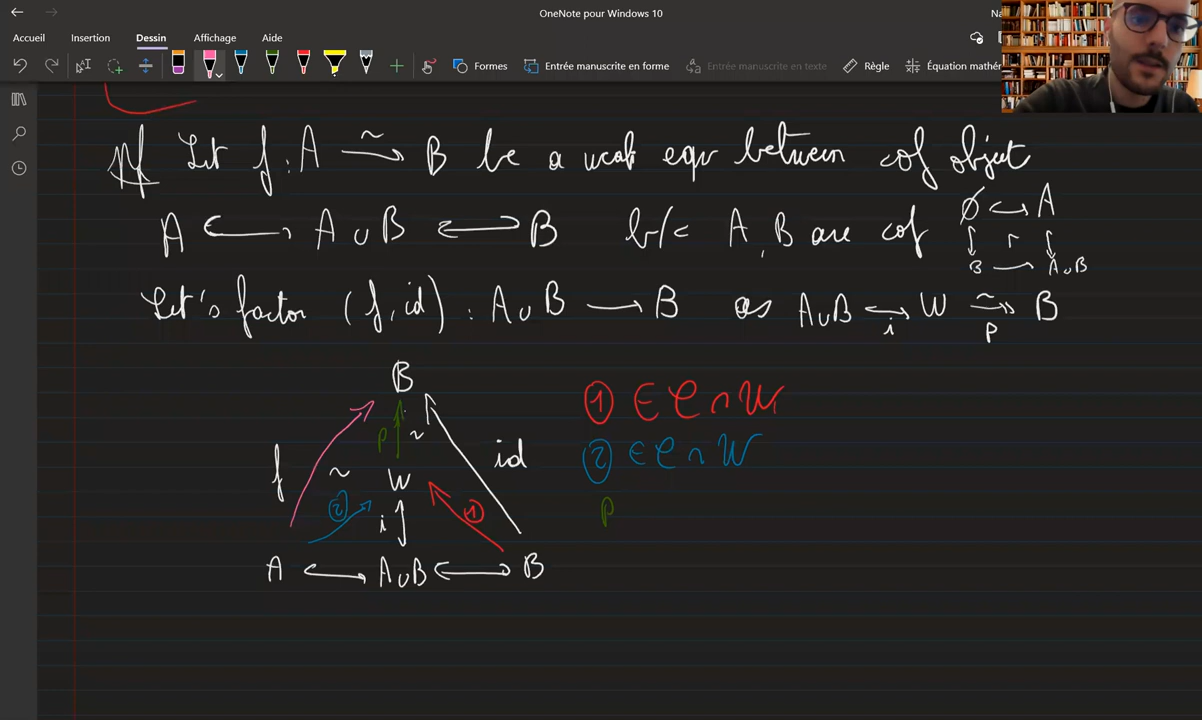 OneNote pour Windows 10
Accueil Insertion Dessin Affichage Aide
Formes Entrée manuscrite en forme Entrée manuscrite en texte Règle Équation mathé
Pf Let f : A ⥲ B be a weak equ between cof object
A ↪ A ∪ B ↩ B b/c A, B are cof
∅ ↪ A
B → A∪B
Let's factor (f, id) : A ∪ B → B as A∪B ↪ W ↠ B
i ~ p
B
① ∈ C ∩ W
p ~ id ② ∈ C ∩ W
f ~ W
② i ① p
A ↪ A∪B ↩ B